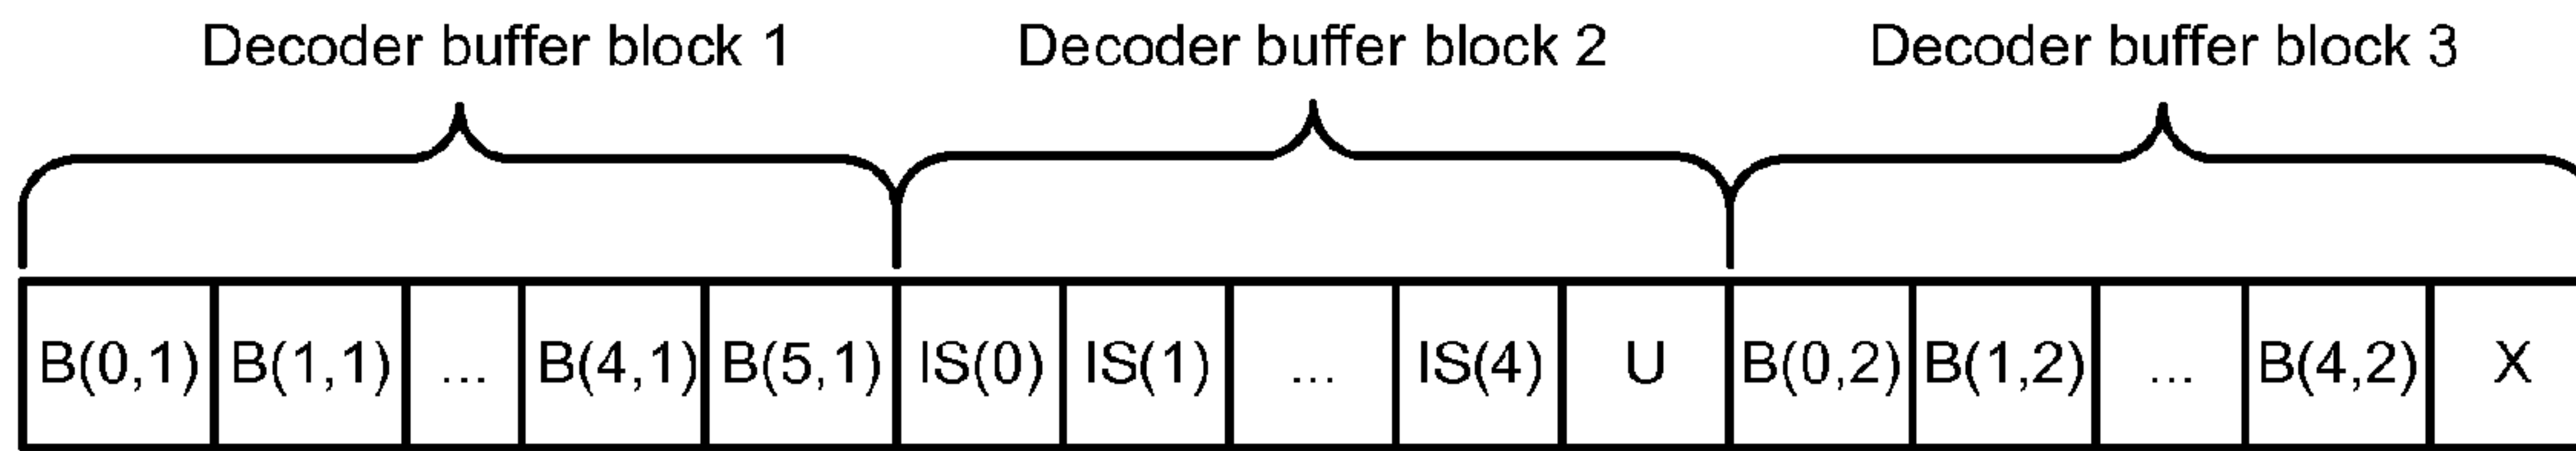 Decoder buffer block 1 Decoder buffer block 2 Decoder buffer block 3
B(0,1) B(1,1) ... B(4,1) B(5,1) IS(0) IS(1) ... IS(4) U B(0,2) B(1,2) ... B(4,2) X